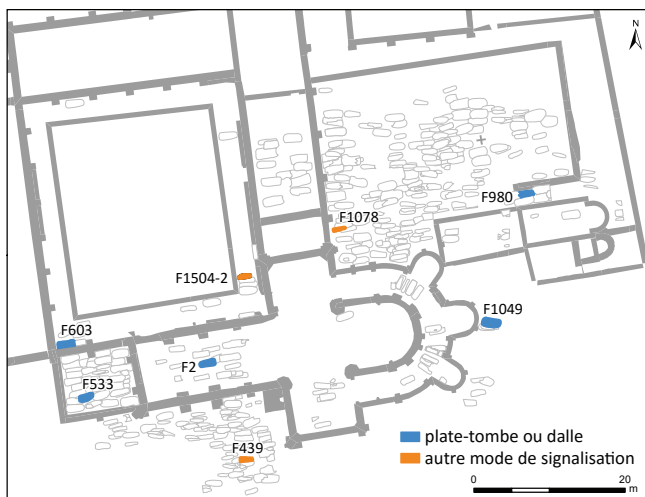 N
F1078
F980
F1504-2
F1049
F603
F2
F533
F439
plate-tombe ou dalle
autre mode de signalisation
0 20
m